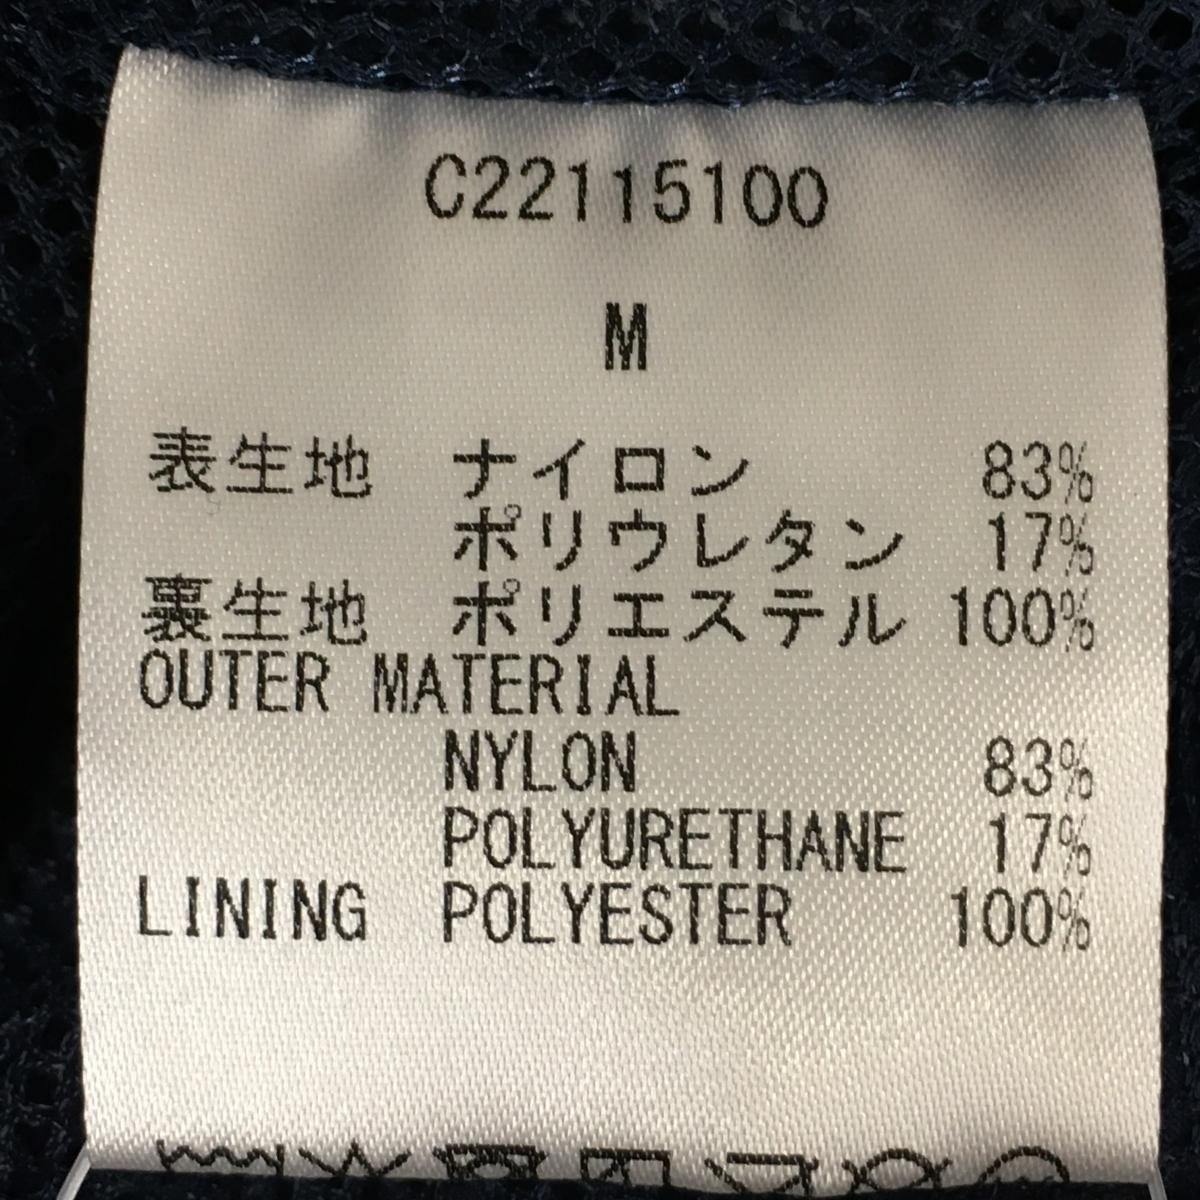 C22115100
M
表生地 ナイロン 83%
ポリウレタン 17%
裏生地 ポリエステル 100%
OUTER MATERIAL
NYLON 83%
POLYURETHANE 17%
LINING POLYESTER 100%